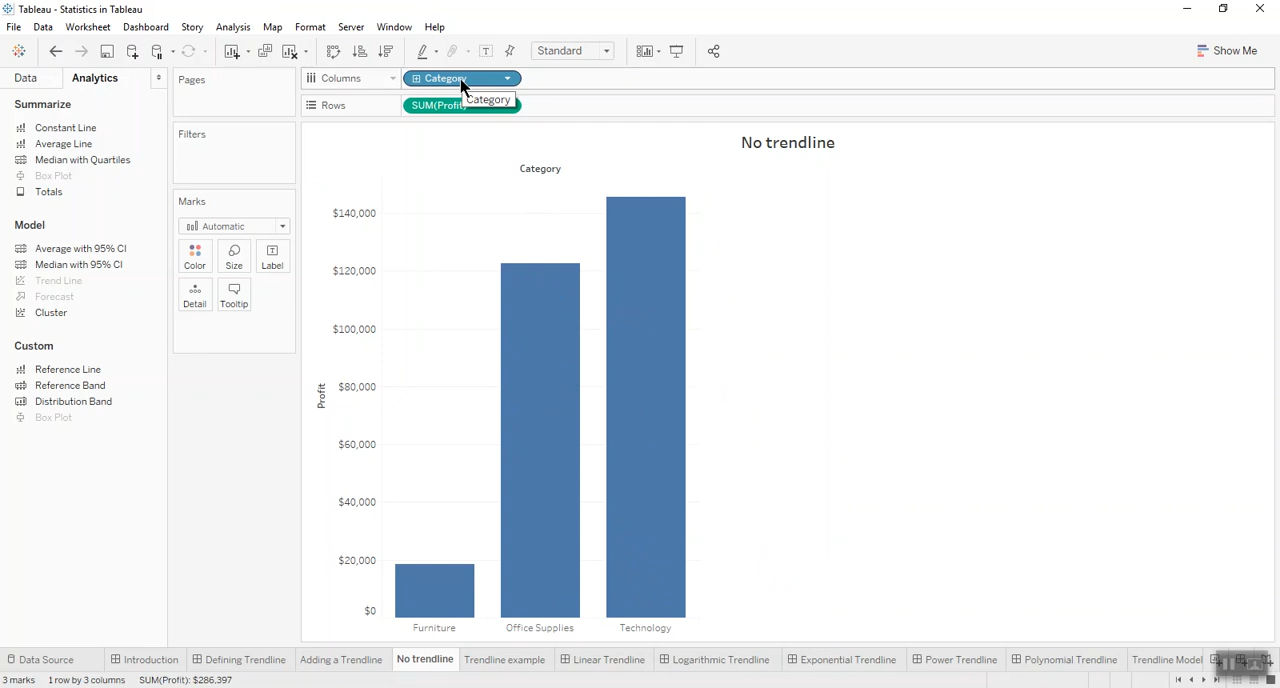 Tableau - Statistics in Tableau
File Data Worksheet Dashboard Story Analysis Map Format Server Window Help
Standard
Show Me
Data Analytics
Summarize
Constant Line
Average Line
Median with Quartiles
Box Plot
Totals
Model
Average with 95% CI
Median with 95% CI
Trend Line
Forecast
Cluster
Custom
Reference Line
Reference Band
Distribution Band
Box Plot
Pages
Filters
Marks
Automatic
Color Size Label
Detail Tooltip
Columns Category
Category
Rows SUM(Profit)
No trendline
Category
Profit
$140,000
$120,000
$100,000
$80,000
$60,000
$40,000
$20,000
$0
Furniture Office Supplies Technology
Data Source Introduction Defining Trendline Adding a Trendline No trendline Trendline example Linear Trendline Logarithmic Trendline Exponential Trendline Power Trendline Polynomial Trendline Trendline Model
3 marks 1 row by 3 columns SUM(Profit): $286,397